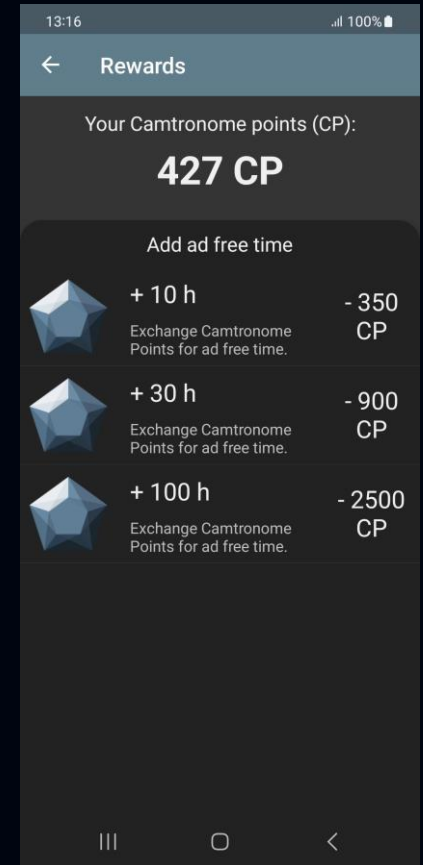 13:16
100%
Rewards
Your Camtronome points (CP):
427 CP
Add ad free time
+ 10 h
Exchange Camtronome
Points for ad free time.
- 350
CP
+ 30 h
Exchange Camtronome
Points for ad free time.
- 900
CP
+ 100 h
Exchange Camtronome
Points for ad free time.
- 2500
CP